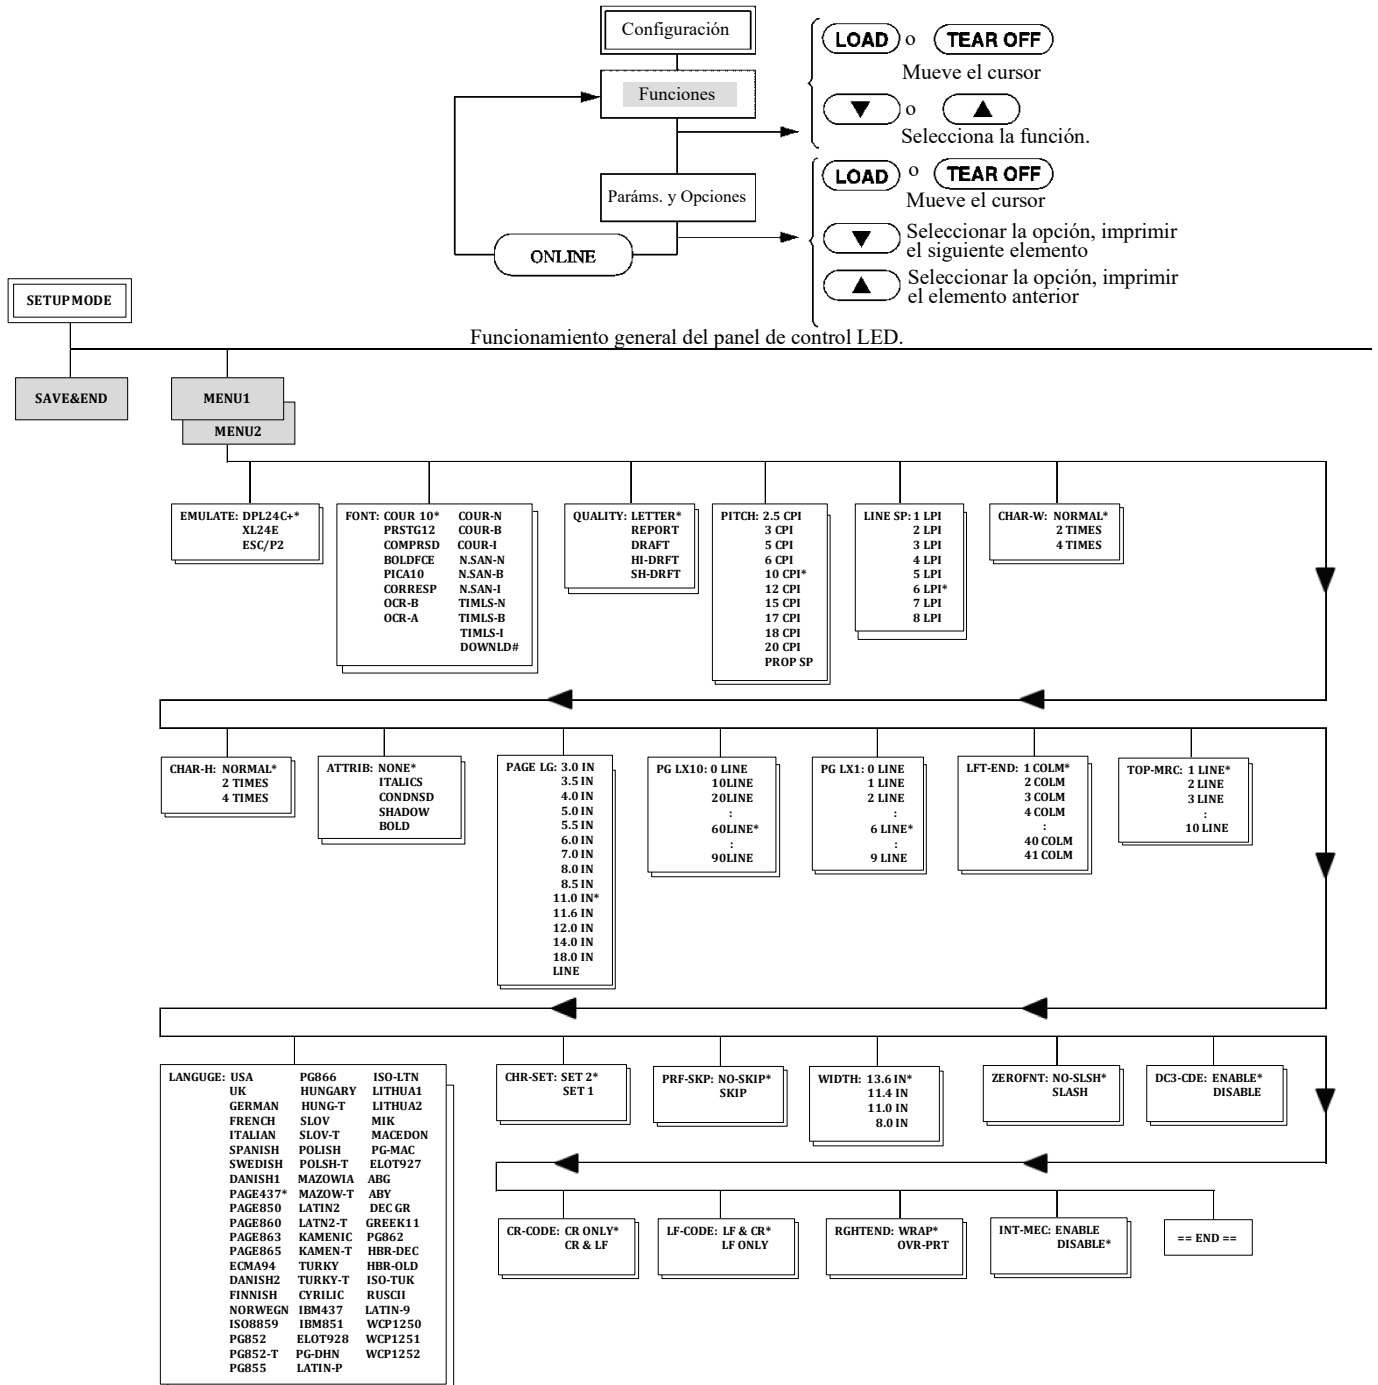 Configuración
Funciones
LOAD o TEAR OFF
Mueve el cursor
▼ o ▲
Selecciona la función.
Paráms. y Opciones
LOAD o TEAR OFF
Mueve el cursor
▼ Seleccionar la opción, imprimir
el siguiente elemento
▲ Seleccionar la opción, imprimir
el elemento anterior
ONLINE
SETUP MODE
Funcionamiento general del panel de control LED.
SAVE&END
MENU1
MENU2
EMULATE: DPL24C+*
XL24E
ESC/P2
FONT: COUR 10* COUR-N
PRSTG12 COUR-B
COMPRSD COUR-I
BOLDFCE N.SAN-N
PICA10 N.SAN-B
CORRESP N.SAN-I
OCR-B TIMLS-N
OCR-A TIMLS-B
TIMLS-I
DOWNLD#
QUALITY: LETTER*
REPORT
DRAFT
HI-DRFT
SH-DRFT
PITCH: 2.5 CPI
3 CPI
5 CPI
6 CPI
10 CPI*
12 CPI
15 CPI
17 CPI
18 CPI
20 CPI
PROP SP
LINE SP: 1 LPI
2 LPI
3 LPI
4 LPI
5 LPI
6 LPI*
7 LPI
8 LPI
CHAR-W: NORMAL*
2 TIMES
4 TIMES
CHAR-H: NORMAL*
2 TIMES
4 TIMES
ATTRIB: NONE*
ITALICS
CONDNSD
SHADOW
BOLD
PAGE LG: 3.0 IN
3.5 IN
4.0 IN
5.0 IN
5.5 IN
6.0 IN
7.0 IN
8.0 IN
8.5 IN
11.0 IN*
11.6 IN
12.0 IN
14.0 IN
18.0 IN
LINE
PG LX10: 0 LINE
10LINE
20LINE
:
60LINE*
:
90LINE
PG LX1: 0 LINE
1 LINE
2 LINE
:
6 LINE*
:
9 LINE
LFT-END: 1 COLM*
2 COLM
3 COLM
4 COLM
:
40 COLM
41 COLM
TOP-MRC: 1 LINE*
2 LINE
3 LINE
:
10 LINE
LANGUGE: USA PG866 ISO-LTN
UK HUNGARY LITHUA1
GERMAN HUNG-T LITHUA2
FRENCH SLOV MIK
ITALIAN SLOV-T MACEDON
SPANISH POLISH PG-MAC
SWEDISH POLSH-T ELOT927
DANISH1 MAZOWIA ABG
PAGE437* MAZOW-T ABY
PAGE850 LATIN2 DEC GR
PAGE860 LATN2-T GREEK11
PAGE863 KAMENIC PG862
PAGE865 KAMEN-T HBR-DEC
ECMA94 TURKY HBR-OLD
DANISH2 TURKY-T ISO-TUK
FINNISH CYRILIC RUSCII
NORWEGN IBM437 LATIN-9
ISO8859 IBM851 WCP1250
PG852 ELOT928 WCP1251
PG852-T PG-DHN WCP1252
PG855 LATIN-P
CHR-SET: SET 2*
SET 1
PRF-SKP: NO-SKIP*
SKIP
WIDTH: 13.6 IN*
11.4 IN
11.0 IN
8.0 IN
ZEROFNT: NO-SLSH*
SLASH
DC3-CDE: ENABLE*
DISABLE
CR-CODE: CR ONLY*
CR & LF
LF-CODE: LF & CR*
LF ONLY
RGHTEND: WRAP*
OVR-PRT
INT-MEC: ENABLE
DISABLE*
== END ==